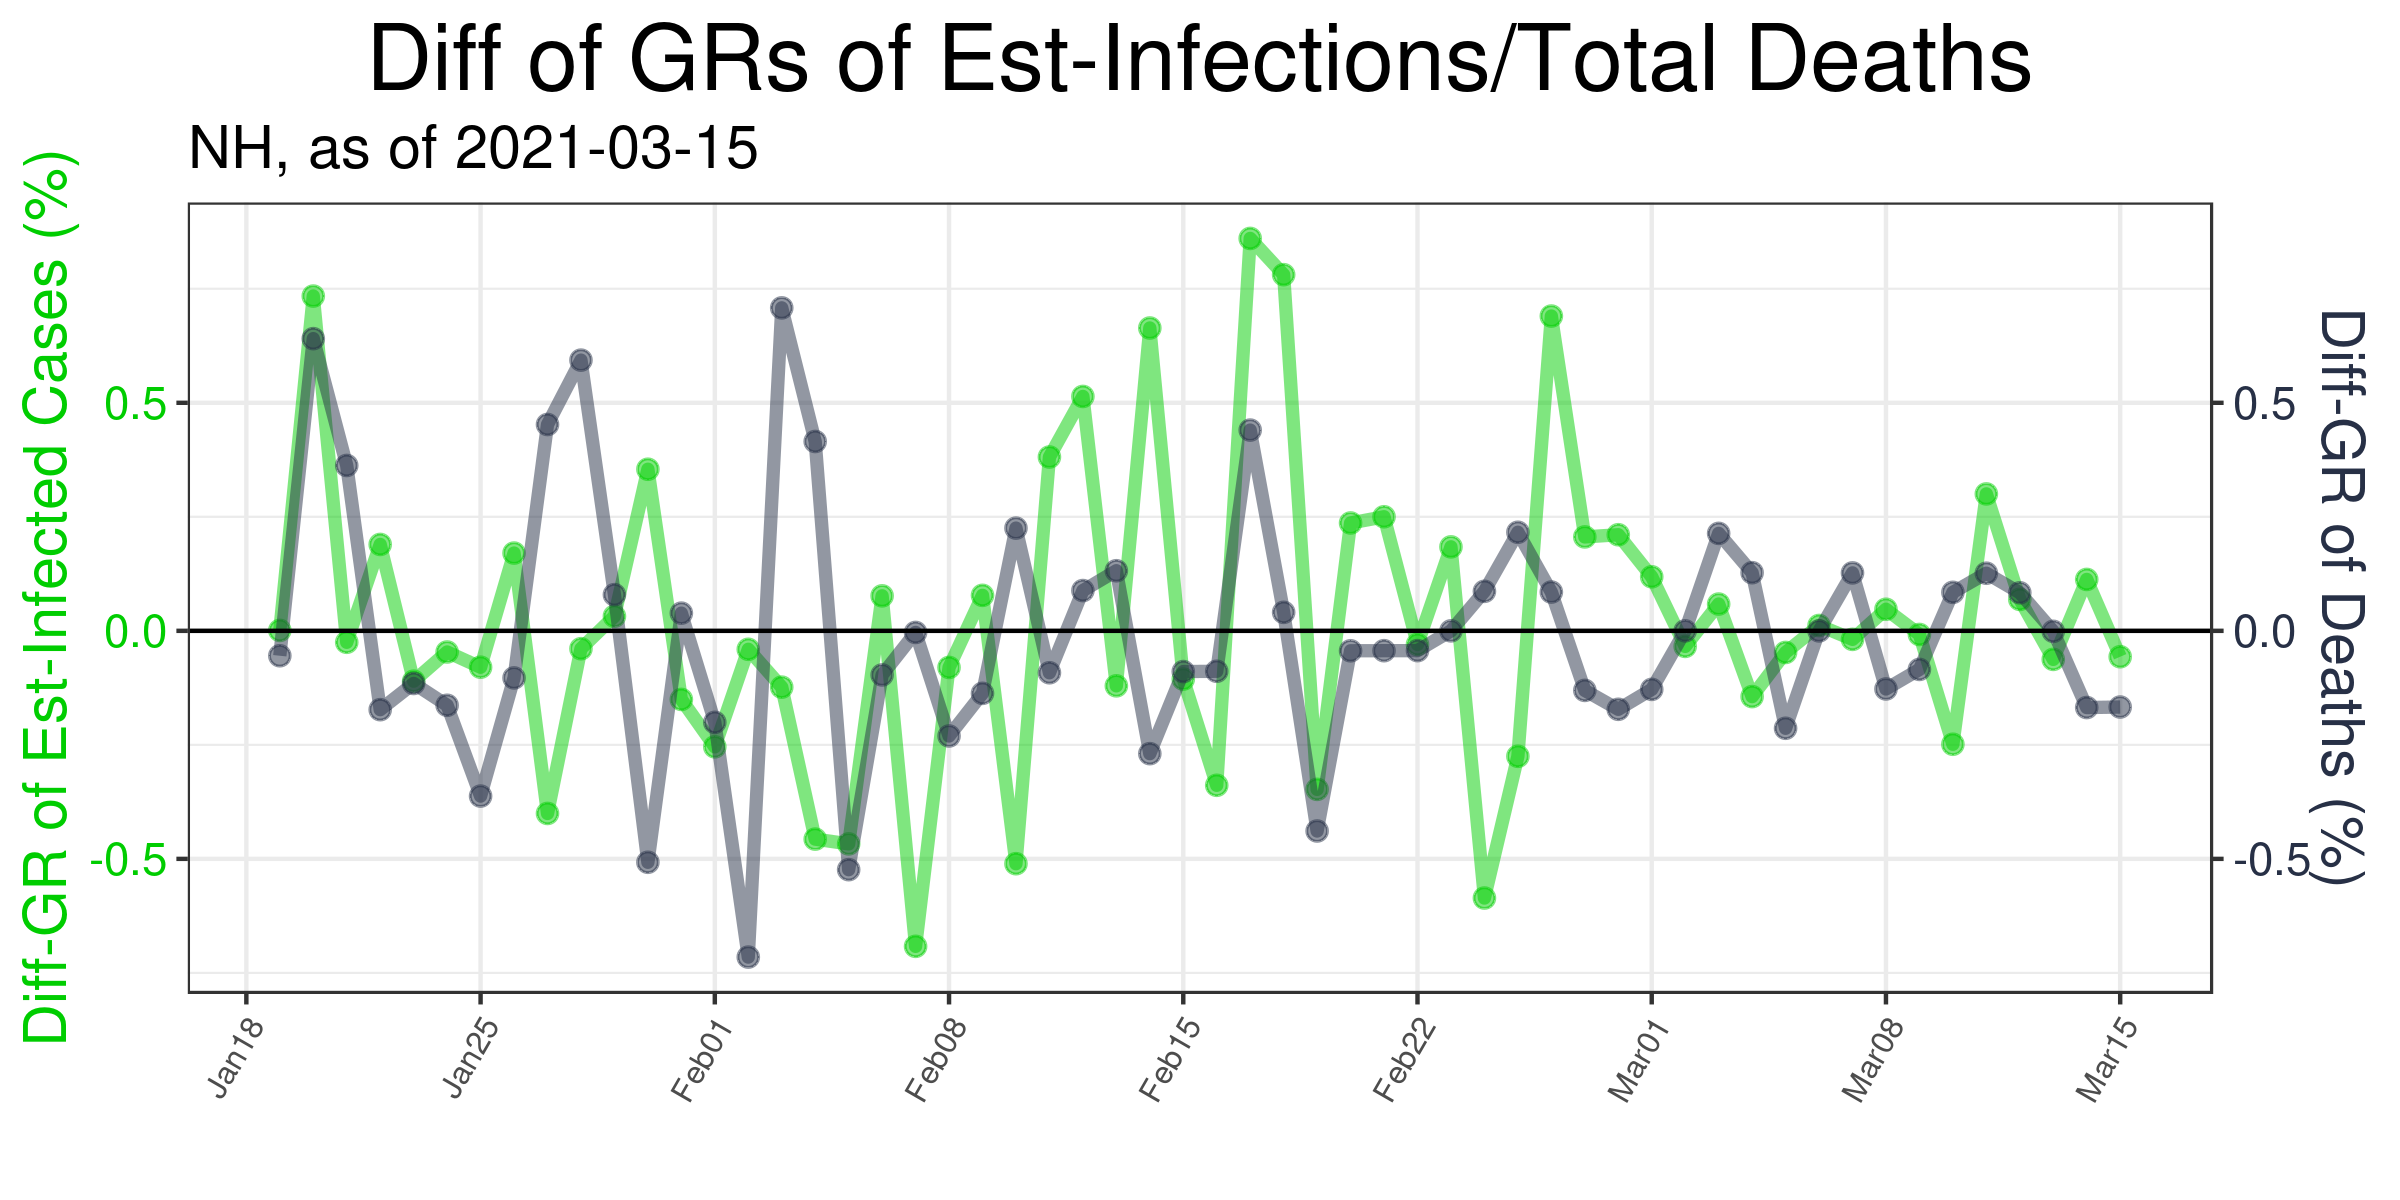 Diff of GRs of Est-Infections/Total Deaths
NH, as of 2021-03-15
Diff-GR of Est-Infected Cases (%)
0.5
0.0
-0.5
0.5
0.0
-0.5
Diff-GR of Deaths (%)
Jan18
Jan25
Feb01
Feb08
Feb15
Feb22
Mar01
Mar08
Mar15